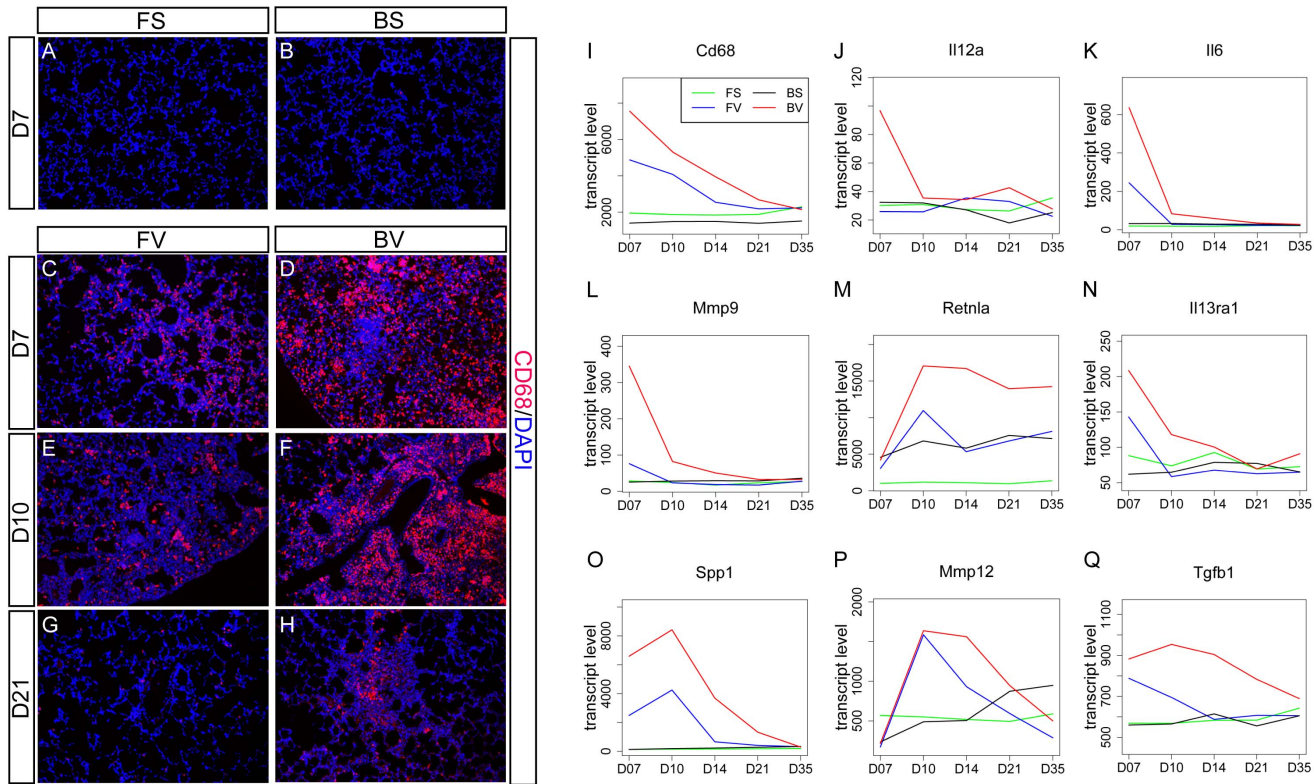 FS BS
D7 A B
FV BV
D7 C D
CD68/DAPI
D10 E F
D21 G H
I Cd68
transcript level
2000 6000
D07 D10 D14 D21 D35
FS BS
FV BV
J Il12a
transcript level
20 40 60 80 120
D07 D10 D14 D21 D35
K Il6
transcript level
0 200 400 600
D07 D10 D14 D21 D35
L Mmp9
transcript level
0 100 200 300 400
D07 D10 D14 D21 D35
M Retnla
transcript level
0 5000 15000
D07 D10 D14 D21 D35
N Il13ra1
transcript level
50 100 150 200 250
D07 D10 D14 D21 D35
O Spp1
transcript level
0 4000 8000
D07 D10 D14 D21 D35
P Mmp12
transcript level
500 1000 2000
D07 D10 D14 D21 D35
Q Tgfb1
transcript level
500 700 900 1100
D07 D10 D14 D21 D35